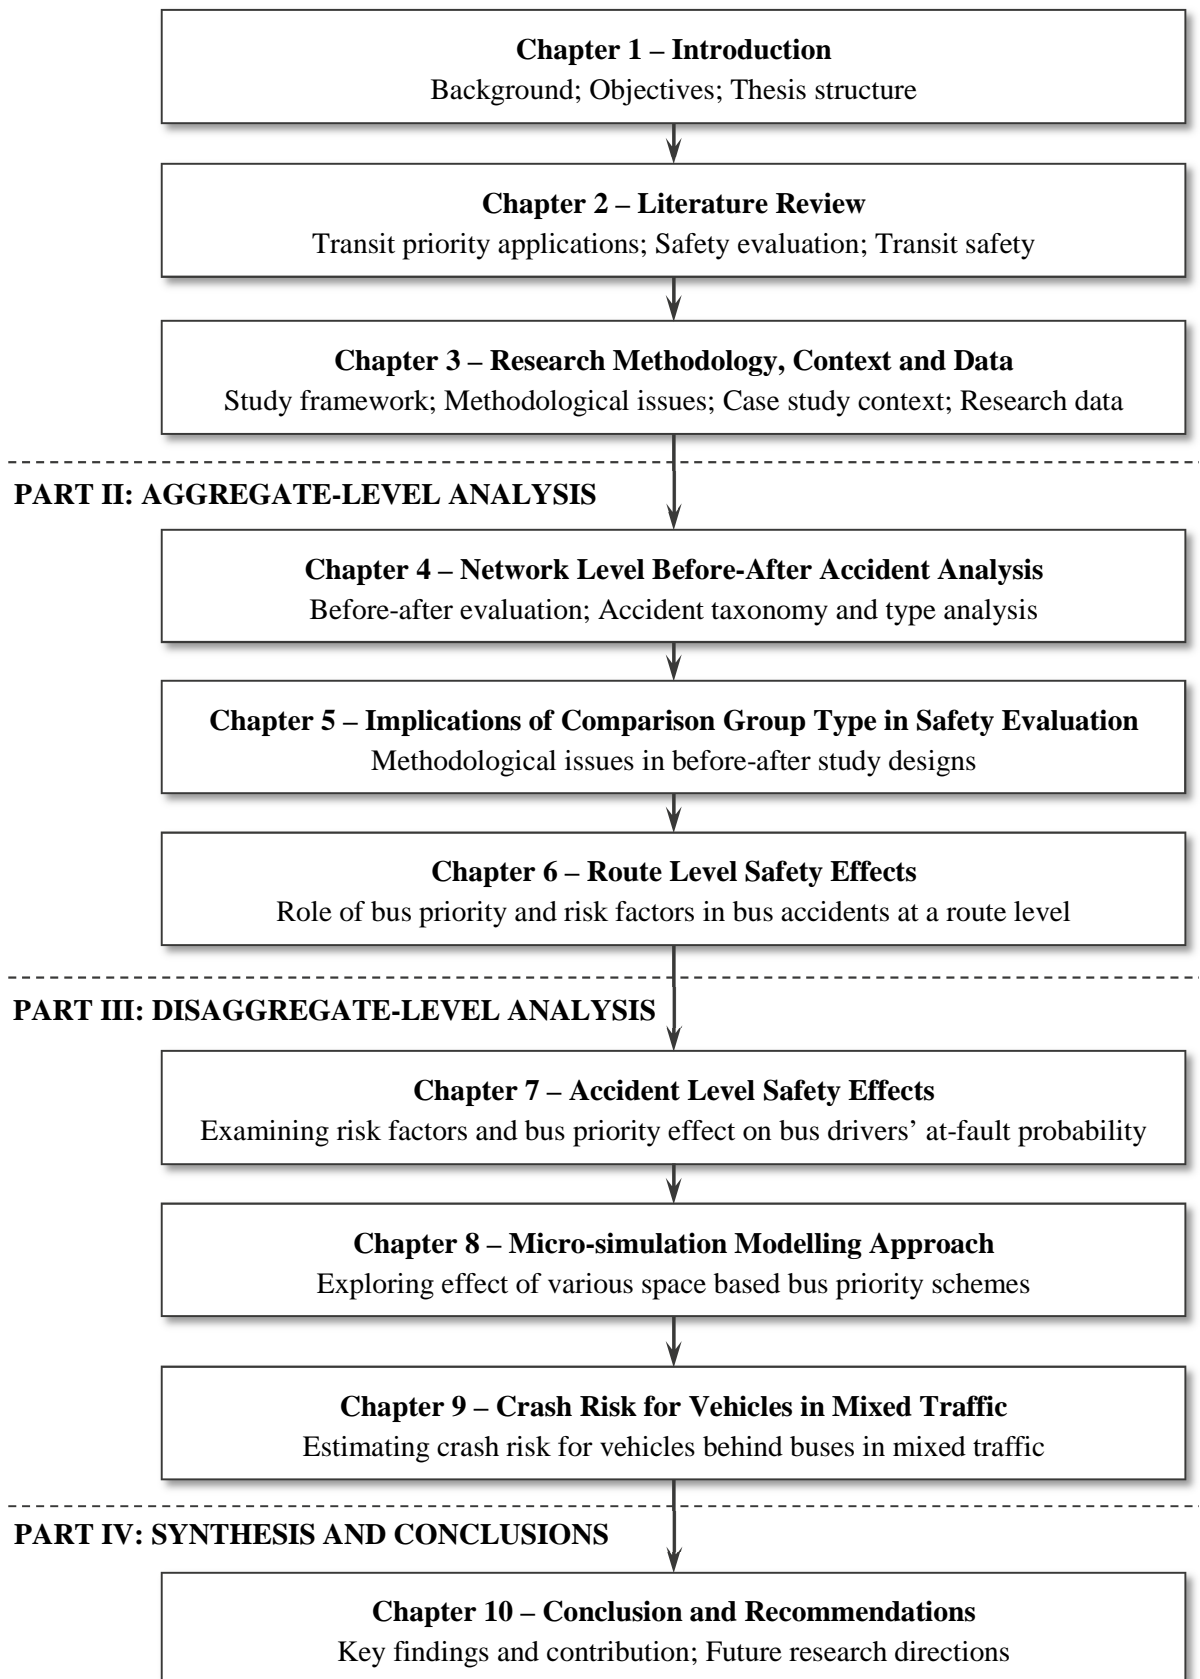 Chapter 1 – Introduction
Background; Objectives; Thesis structure
Chapter 2 – Literature Review
Transit priority applications; Safety evaluation; Transit safety
Chapter 3 – Research Methodology, Context and Data
Study framework; Methodological issues; Case study context; Research data
PART II: AGGREGATE-LEVEL ANALYSIS
Chapter 4 – Network Level Before-After Accident Analysis
Before-after evaluation; Accident taxonomy and type analysis
Chapter 5 – Implications of Comparison Group Type in Safety Evaluation
Methodological issues in before-after study designs
Chapter 6 – Route Level Safety Effects
Role of bus priority and risk factors in bus accidents at a route level
PART III: DISAGGREGATE-LEVEL ANALYSIS
Chapter 7 – Accident Level Safety Effects
Examining risk factors and bus priority effect on bus drivers’ at-fault probability
Chapter 8 – Micro-simulation Modelling Approach
Exploring effect of various space based bus priority schemes
Chapter 9 – Crash Risk for Vehicles in Mixed Traffic
Estimating crash risk for vehicles behind buses in mixed traffic
PART IV: SYNTHESIS AND CONCLUSIONS
Chapter 10 – Conclusion and Recommendations
Key findings and contribution; Future research directions